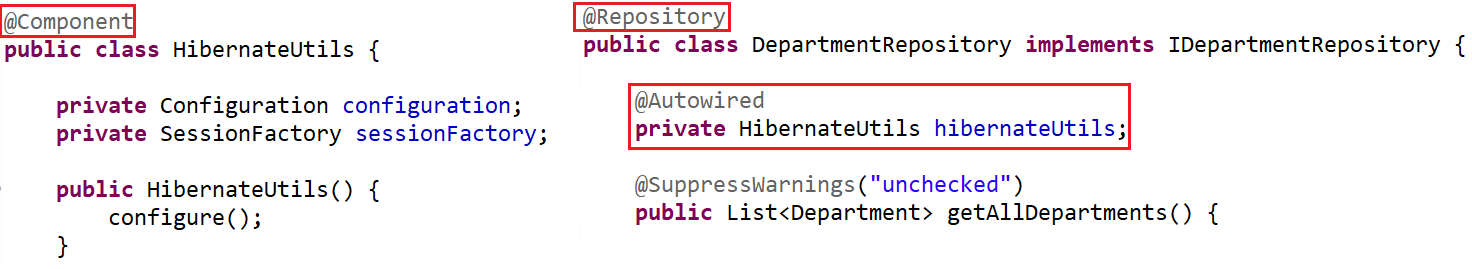 @Component
public class HibernateUtils {
private Configuration configuration;
private SessionFactory sessionFactory;
public HibernateUtils() {
configure();
}
@Repository
public class DepartmentRepository implements IDepartmentRepository {
@Autowired
private HibernateUtils hibernateUtils;
@SuppressWarnings("unchecked")
public List<Department> getAllDepartments() {